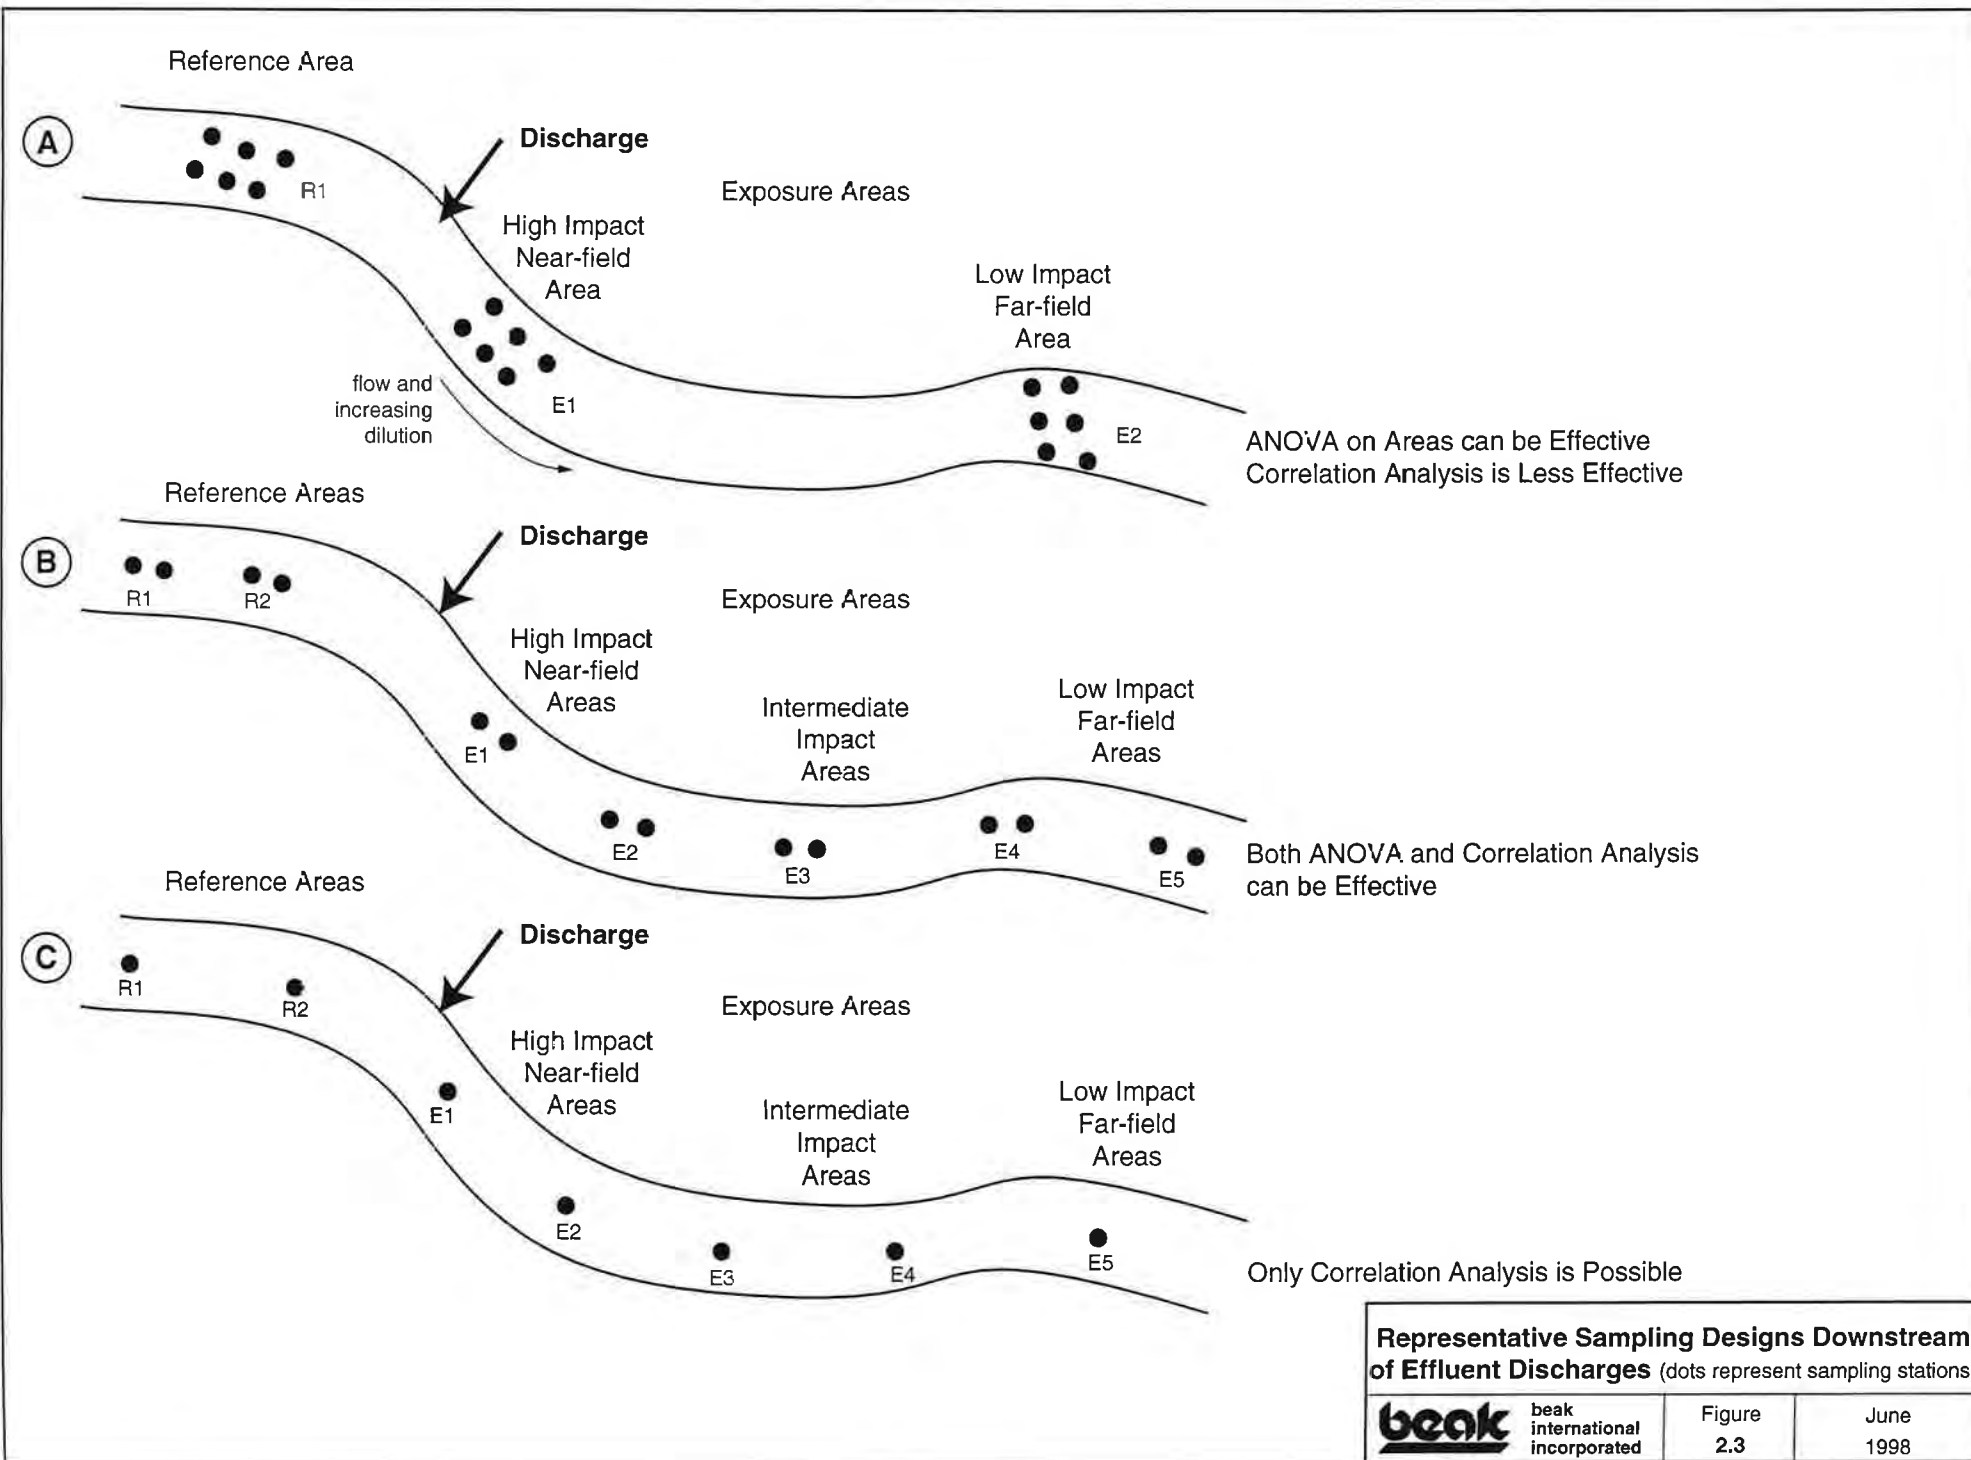 Reference Area
A
Discharge
R1
Exposure Areas
High Impact
Near-field
Area
Low Impact
Far-field
Area
flow and
increasing
dilution
E1
E2
ANOVA on Areas can be Effective
Correlation Analysis is Less Effective
Reference Areas
B
Discharge
R1
R2
Exposure Areas
High Impact
Near-field
Areas
Intermediate
Impact
Areas
Low Impact
Far-field
Areas
E1
E2
E3
E4
E5
Both ANOVA and Correlation Analysis
can be Effective
Reference Areas
C
Discharge
R1
R2
Exposure Areas
High Impact
Near-field
Areas
Intermediate
Impact
Areas
Low Impact
Far-field
Areas
E1
E2
E3
E4
E5
Only Correlation Analysis is Possible
Representative Sampling Designs Downstream
of Effluent Discharges (dots represent sampling stations
beak
beak
international
incorporated
Figure
2.3
June
1998